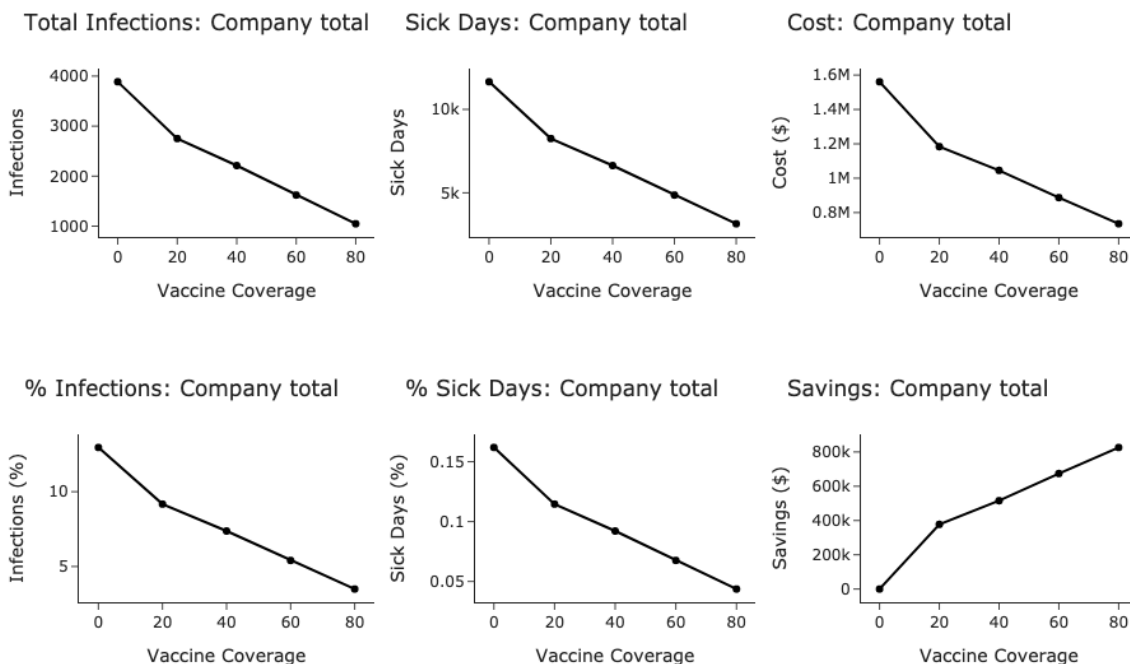 Total Infections: Company total
Sick Days: Company total
Cost: Company total
4000
3000
2000
1000
Infections
0 20 40 60 80
Vaccine Coverage
10k
5k
Sick Days
0 20 40 60 80
Vaccine Coverage
1.6M
1.4M
1.2M
1M
0.8M
Cost ($)
0 20 40 60 80
Vaccine Coverage
% Infections: Company total
% Sick Days: Company total
Savings: Company total
10
5
Infections (%)
0 20 40 60 80
Vaccine Coverage
0.15
0.1
0.05
Sick Days (%)
0 20 40 60 80
Vaccine Coverage
800k
600k
400k
200k
0
Savings ($)
0 20 40 60 80
Vaccine Coverage